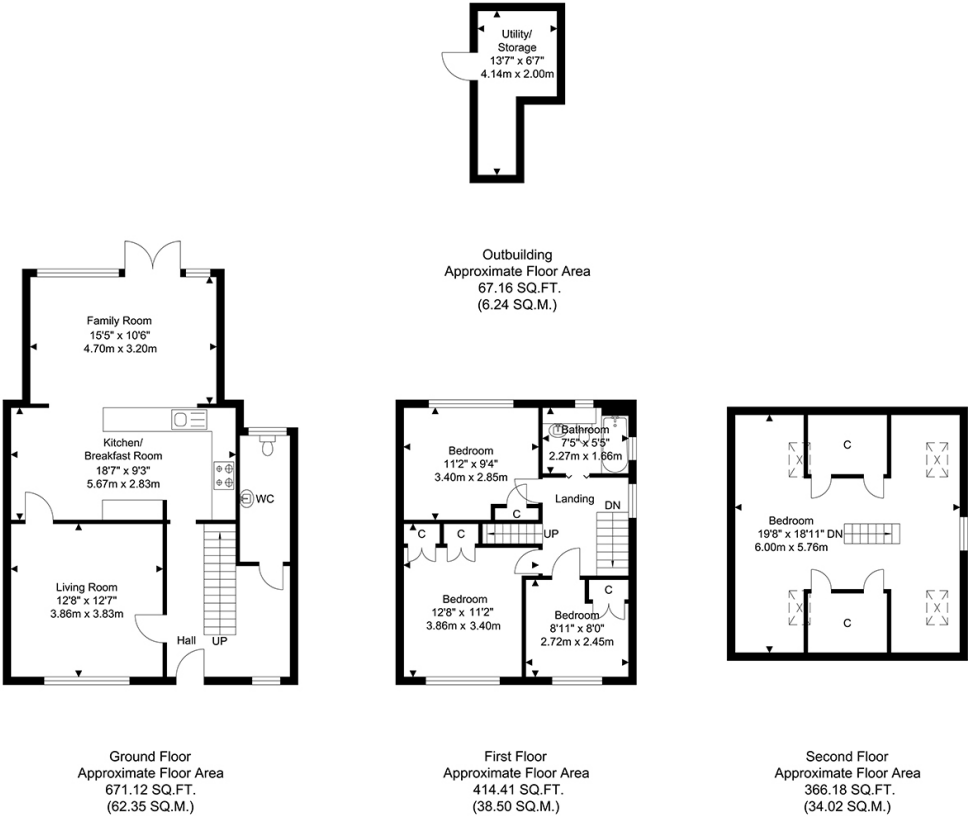 Utility/
Storage
13'7" x 6'7"
4.14m x 2.00m
Outbuilding
Approximate Floor Area
67.16 SQ.FT.
(6.24 SQ.M.)
Family Room
15'5" x 10'6"
4.70m x 3.20m
Kitchen/
Breakfast Room
18'7" x 9'3"
5.67m x 2.83m
WC
Living Room
12'8" x 12'7"
3.86m x 3.83m
Hall
UP
Ground Floor
Approximate Floor Area
671.12 SQ.FT.
(62.35 SQ.M.)
Bedroom
11'2" x 9'4"
3.40m x 2.85m
Bathroom
7'5" x 5'5"
2.27m x 1.66m
Landing
DN
C
C
C
UP
Bedroom
12'8" x 11'2"
3.86m x 3.40m
C
Bedroom
8'11" x 8'0"
2.72m x 2.45m
First Floor
Approximate Floor Area
414.41 SQ.FT.
(38.50 SQ.M.)
C
Bedroom
19'8" x 18'11"
6.00m x 5.76m
DN
C
Second Floor
Approximate Floor Area
366.18 SQ.FT.
(34.02 SQ.M.)